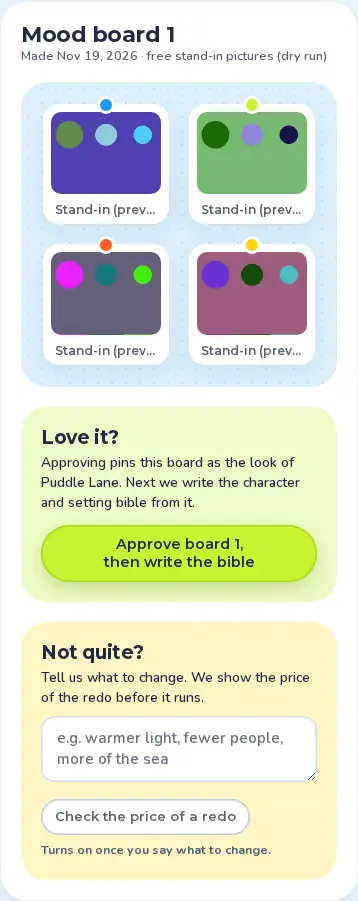 Mood board 1
Made Nov 19, 2026 · free stand-in pictures (dry run)
Stand-in (prev...
Stand-in (prev...
Stand-in (prev...
Stand-in (prev...
Love it?
Approving pins this board as the look of
Puddle Lane. Next we write the character
and setting bible from it.
Approve board 1,
then write the bible
Not quite?
Tell us what to change. We show the price
of the redo before it runs.
e.g. warmer light, fewer people,
more of the sea
Check the price of a redo
Turns on once you say what to change.